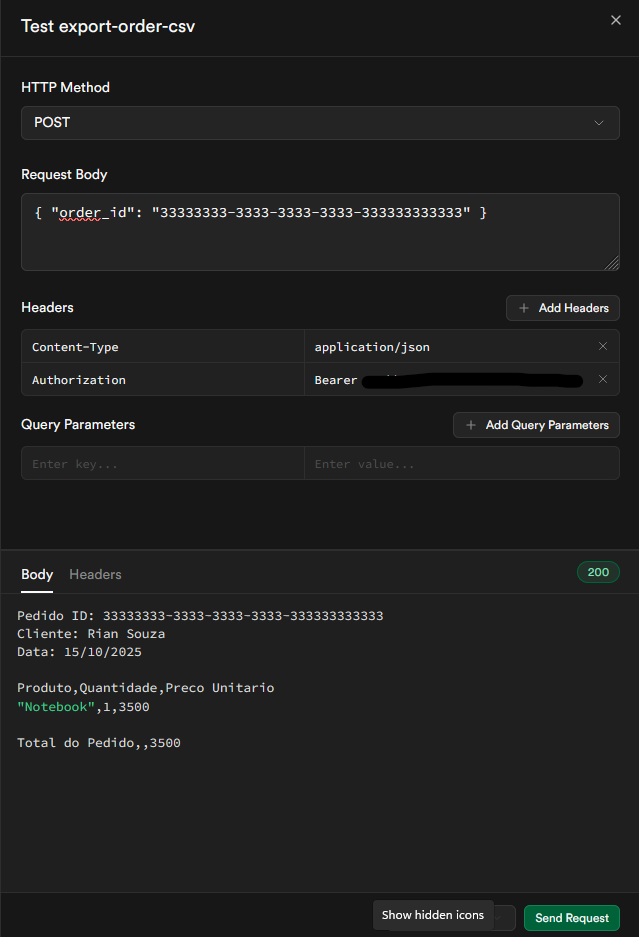 Test export-order-csv
HTTP Method
POST
Request Body
{ "order_id": "33333333-3333-3333-3333-333333333333" }
Headers
Add Headers
Content-Type
application/json
Authorization
Bearer
Query Parameters
Add Query Parameters
Enter key...
Enter value...
Body
Headers
200
Pedido ID: 33333333-3333-3333-3333-333333333333
Cliente: Rian Souza
Data: 15/10/2025
Produto,Quantidade,Preco Unitario
"Notebook",1,3500
Total do Pedido,,3500
Show hidden icons
Send Request